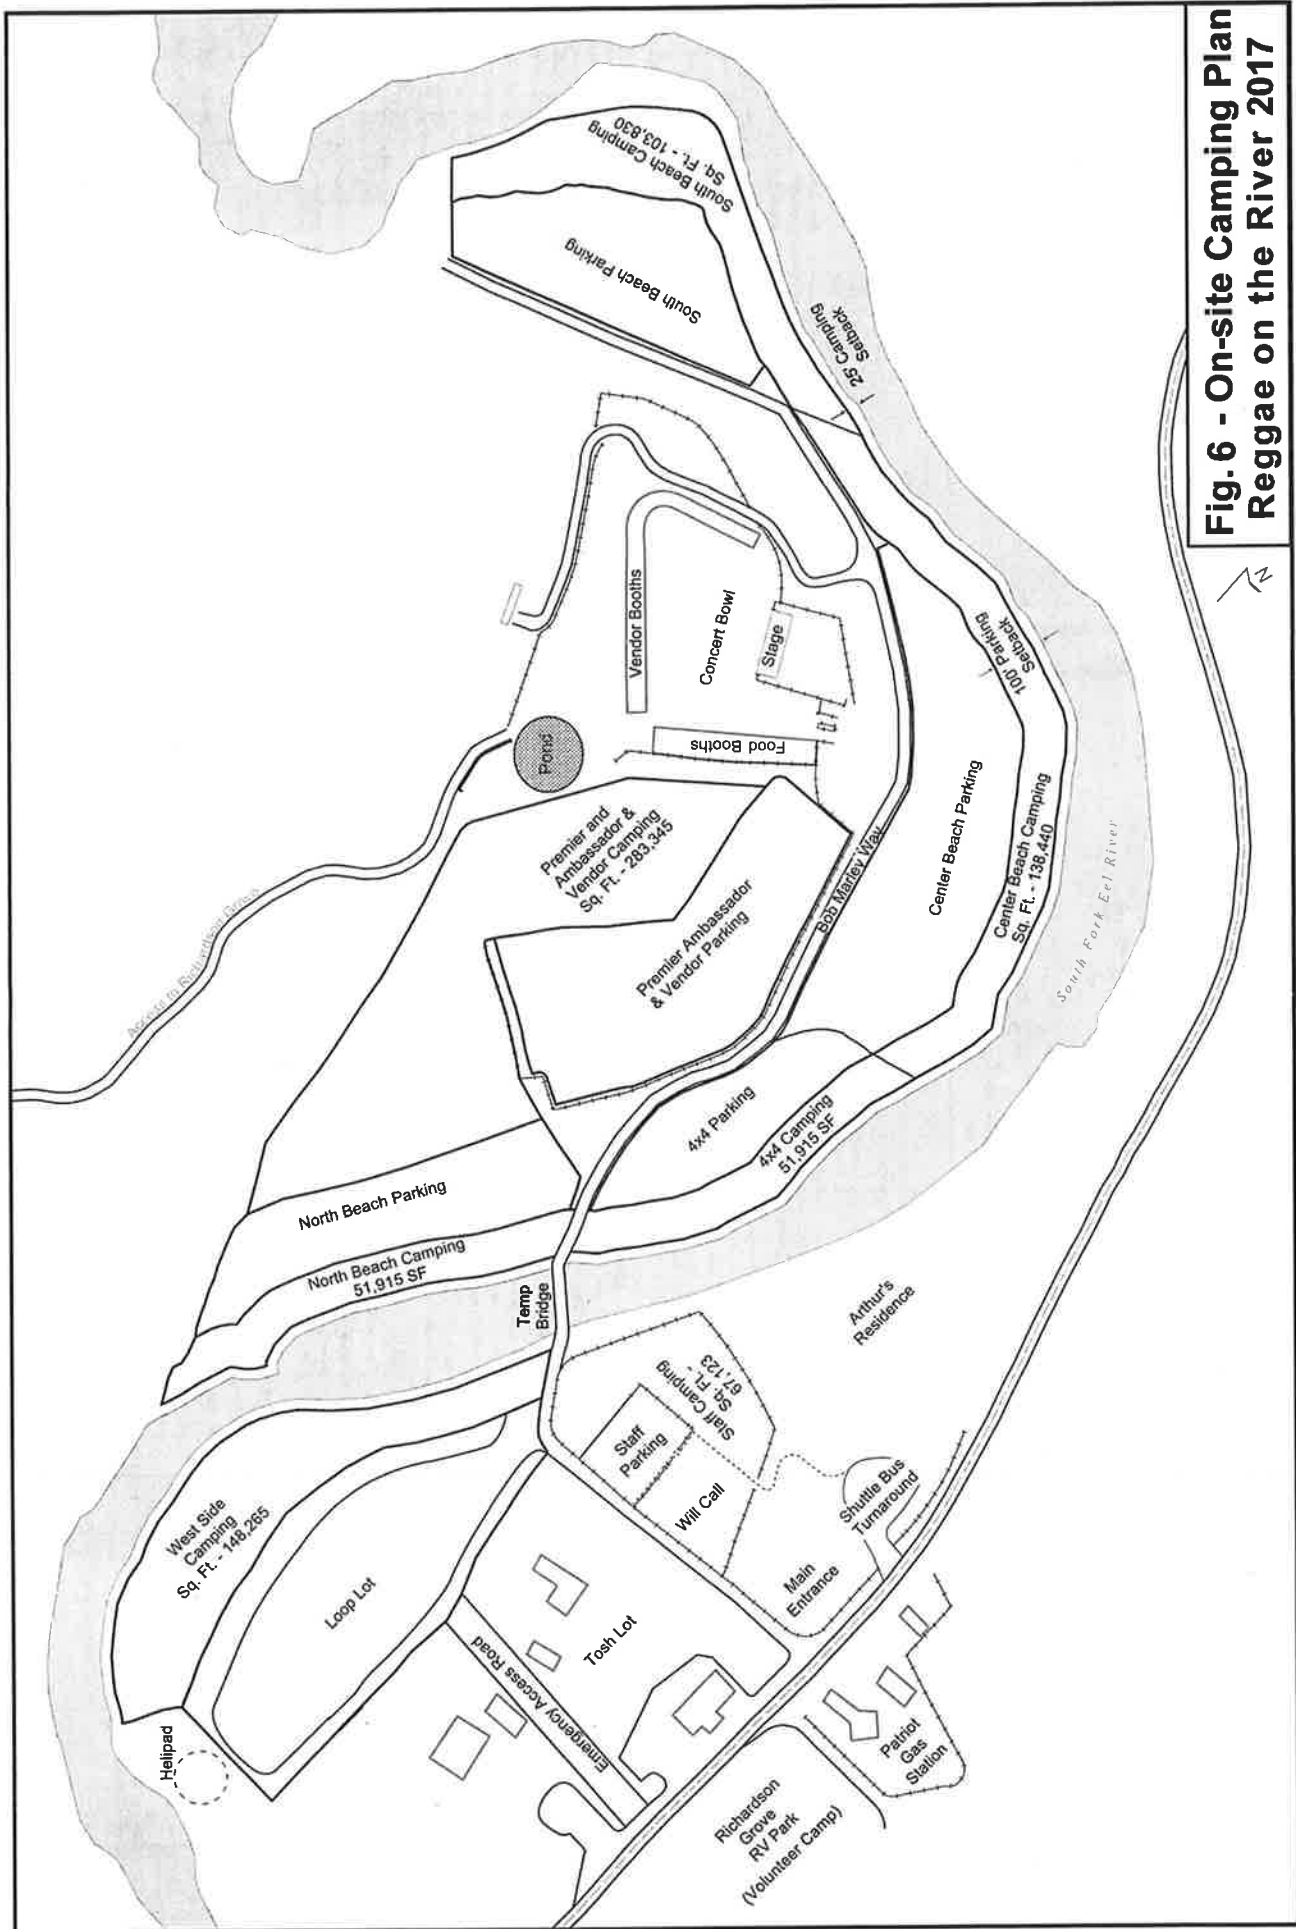 Fig. 6 - On-site Camping Plan
Reggae on the River 2017
N
South Beach Camping
Sq. Ft. - 103,830
South Beach Parking
25' Camping
Setback
Vendor Booths
Concert Bowl
Stage
100' Parking
Setback
Food Booths
Pond
Premier and
Ambassador &
Vendor Camping
Sq. Ft. - 283,345
Premier Ambassador
& Vendor Parking
Bob Marley Way
Center Beach Parking
Center Beach Camping
Sq. Ft. - 138,440
South Fork Eel River
Access to Richardson Grove
4x4 Parking
4x4 Camping
51,915 SF
North Beach Parking
North Beach Camping
51,915 SF
Temp
Bridge
Arthur's
Residence
Staff Camping
Sq. Ft. -
67,123
Staff
Parking
Will Call
Shuttle Bus
Turnaround
Main
Entrance
West Side
Camping
Sq. Ft. - 148,265
Loop Lot
Tosh Lot
Emergency Access Road
Helipad
Patriot
Gas
Station
Richardson
Grove
RV Park
(Volunteer Camp)